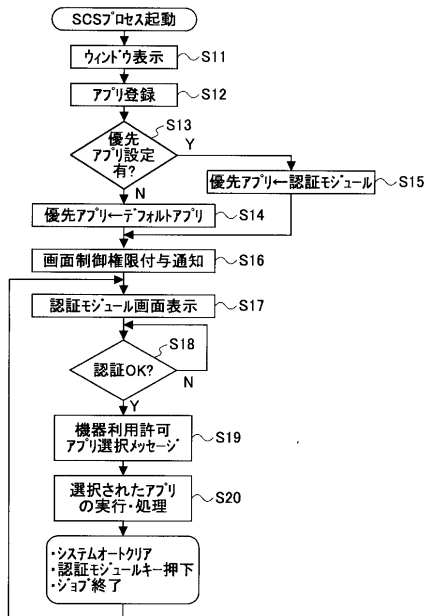 SCSプロセス起動
ウィンドウ表示
S11
アプリ登録
S12
優先
アプリ設定
有?
S13
Y
N
優先アプリ←認証モジュール
S15
優先アプリ←デフォルトアプリ
S14
画面制御権限付与通知
S16
認証モジュール画面表示
S17
認証OK?
S18
N
Y
機器利用許可
アプリ選択メッセージ
S19
選択されたアプリ
の実行・処理
S20
・システムオートクリア
・認証モジュールキー押下
・ジョブ終了